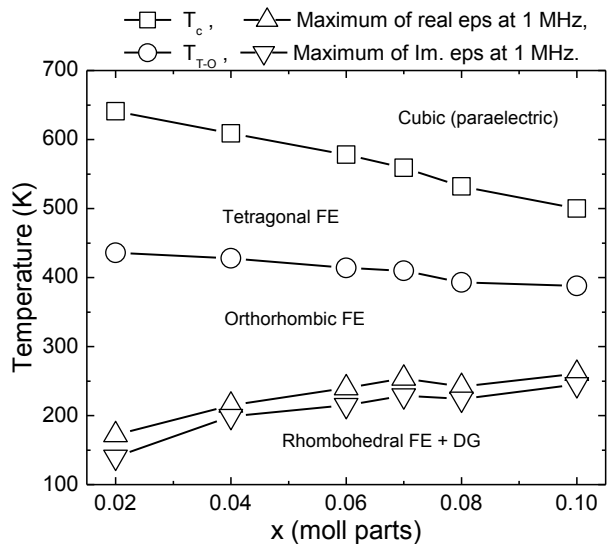 T_c , Maximum of real eps at 1 MHz,
T_T-O , Maximum of Im. eps at 1 MHz.
700
600
500
400
300
200
100
Temperature (K)
Cubic (paraelectric)
Tetragonal FE
Orthorhombic FE
Rhombohedral FE + DG
0.02 0.04 0.06 0.08 0.10
x (moll parts)